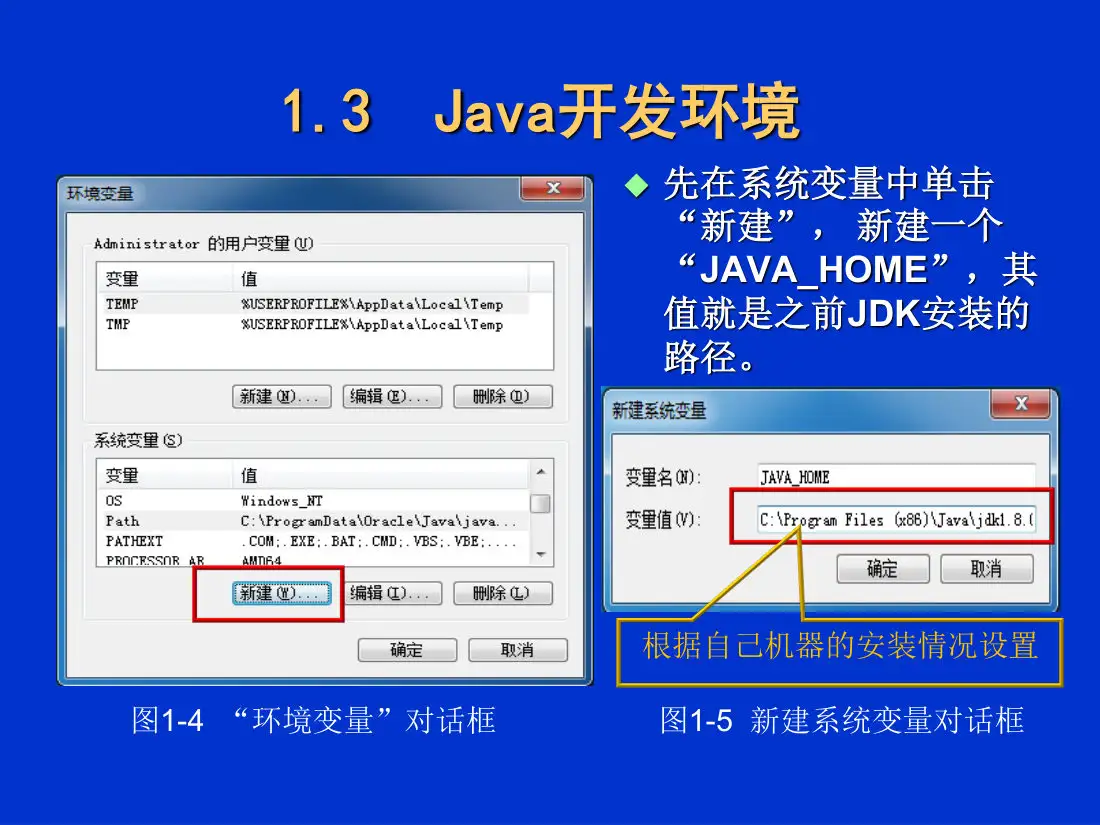 1.3 Java开发环境
环境变量
Administrator 的用户变量(U)
变量 值
TEMP %USERPROFILE%\AppData\Local\Temp
TMP %USERPROFILE%\AppData\Local\Temp
新建(N)... 编辑(E)... 删除(D)
系统变量(S)
变量 值
OS Windows_NT
Path C:\ProgramData\Oracle\Java\java...
PATHEXT .COM;.EXE;.BAT;.CMD;.VBS;.VBE;....
PROCESSOR_AR AMD64
新建(W)... 编辑(I)... 删除(L)
确定 取消
图1-4 “环境变量”对话框
先在系统变量中单击
“新建”， 新建一个
“JAVA_HOME”，其
值就是之前JDK安装的
路径。
新建系统变量
变量名(N): JAVA_HOME
变量值(V): C:\Program Files (x86)\Java\jdk1.8.0
确定 取消
根据自己机器的安装情况设置
图1-5 新建系统变量对话框